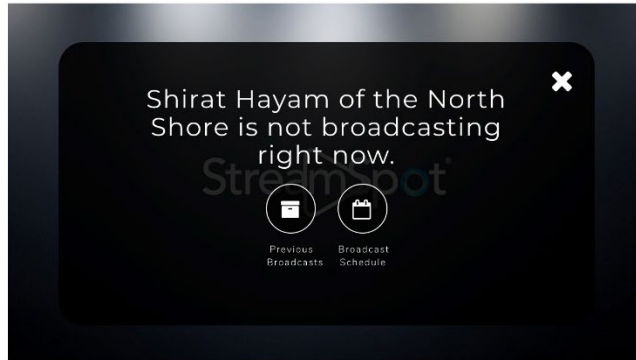 Shirat Hayam of the North
Shore is not broadcasting
right now.
StreamSpot
Previous
Broadcasts
Broadcast
Schedule